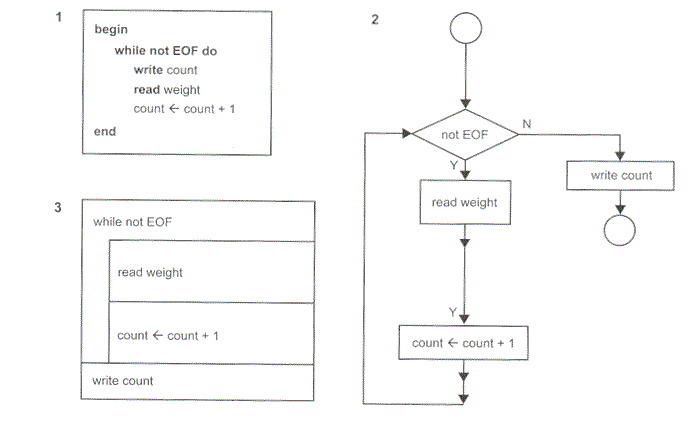 1
begin
while not EOF do
write count
read weight
count ← count + 1
end
2
not EOF
N
write count
Y
read weight
Y
count ← count + 1
3
while not EOF
read weight
count ← count + 1
write count